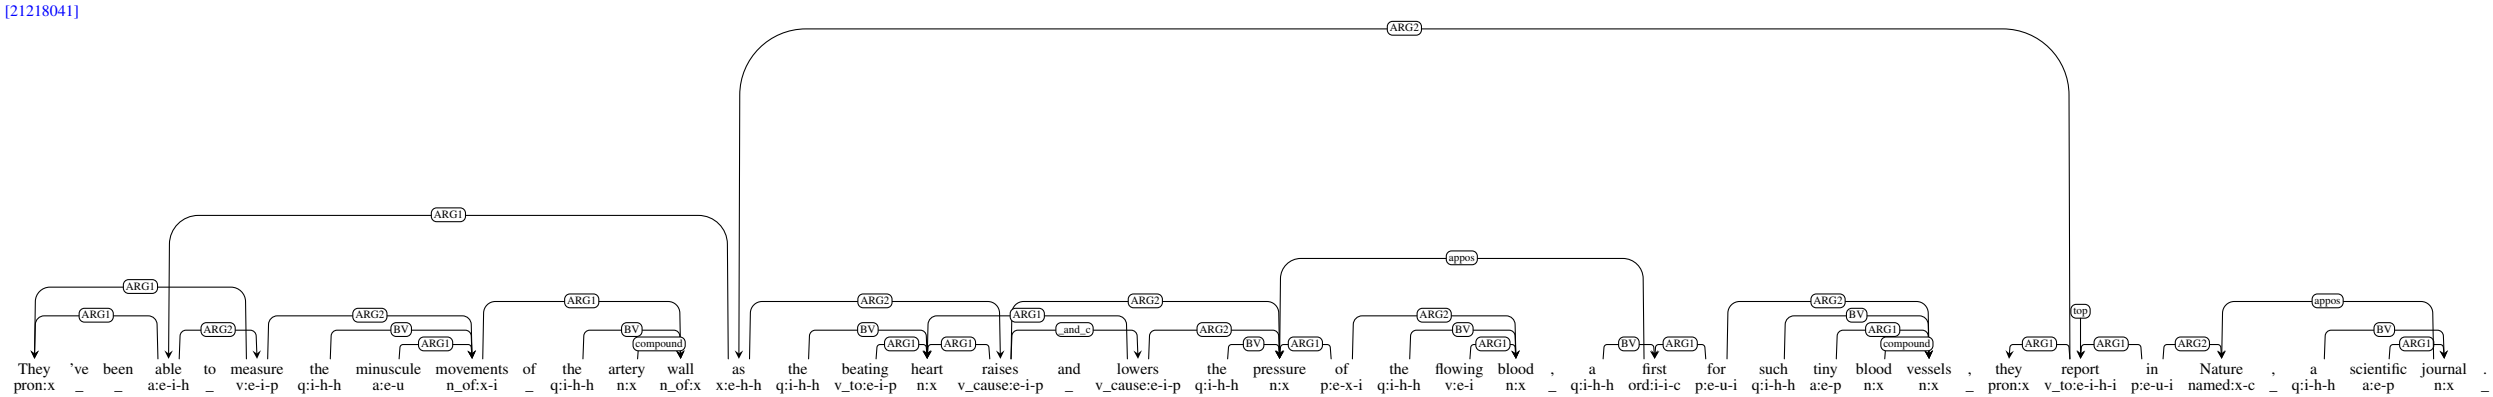 [21218041]
ARG2
ARG1
appos
ARG1 ARG2 ARG1 ARG2 ARG2 ARG2 appos
top
ARG1 ARG2 ARG1 ARG2 BV
ARG2 BV BV BV _and_c ARG2 BV ARG1 BV
ARG1 compound ARG1 ARG1 BV ARG1 ARG1 BV ARG1 compound ARG1 ARG1 ARG2 ARG1
They 've been able to measure the minuscule movements of the artery wall as the beating heart raises and lowers the pressure of the flowing blood , a first for such tiny blood vessels , they report in Nature , a scientific journal .
pron:x _ _ a:e-i-h _ v:e-i-p q:i-h-h a:e-u n_of:x-i _ q:i-h-h n:x n_of:x x:e-h-h q:i-h-h v_to:e-i-p n:x v_cause:e-i-p _ v_cause:e-i-p q:i-h-h n:x p:e-x-i q:i-h-h v:e-i n:x _ q:i-h-h ord:i-i-c p:e-u-i q:i-h-h a:e-p n:x n:x _ pron:x v_to:e-i-h-i p:e-u-i named:x-c _ q:i-h-h a:e-p n:x _